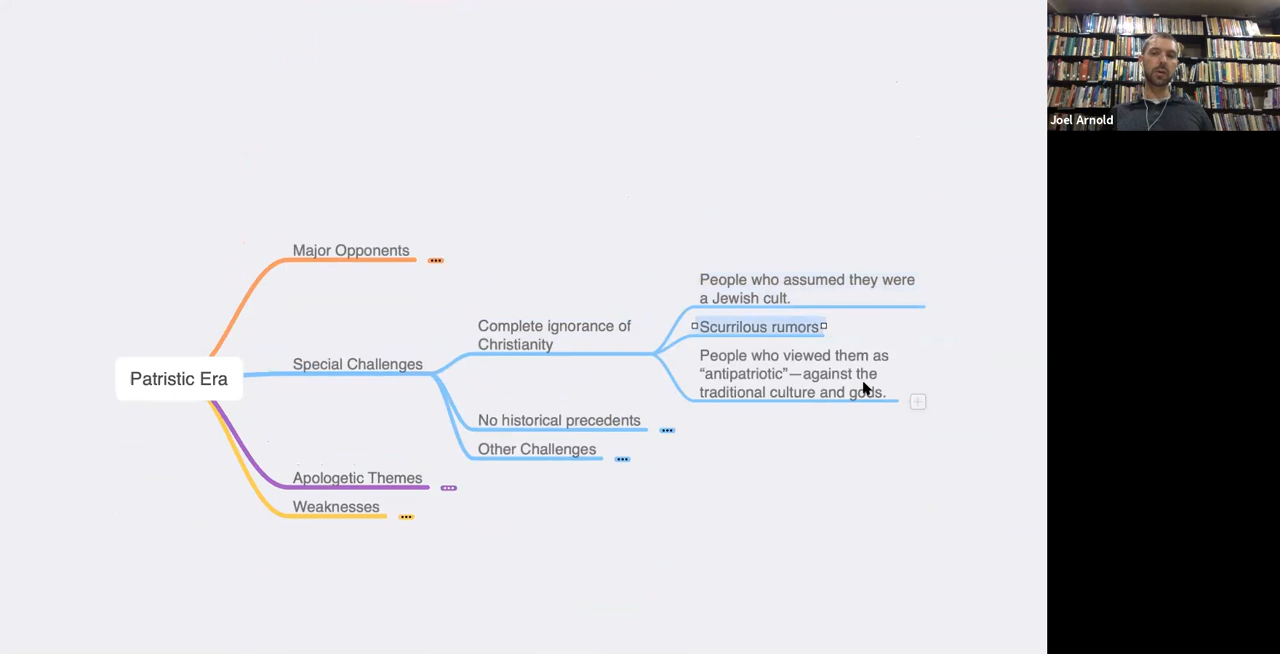 Joel Arnold
Major Opponents
People who assumed they were
a Jewish cult.
Scurrilous rumors
Complete ignorance of
Christianity
People who viewed them as
“antipatriotic”—against the
traditional culture and gods.
Special Challenges
Patristic Era
No historical precedents
Other Challenges
Apologetic Themes
Weaknesses